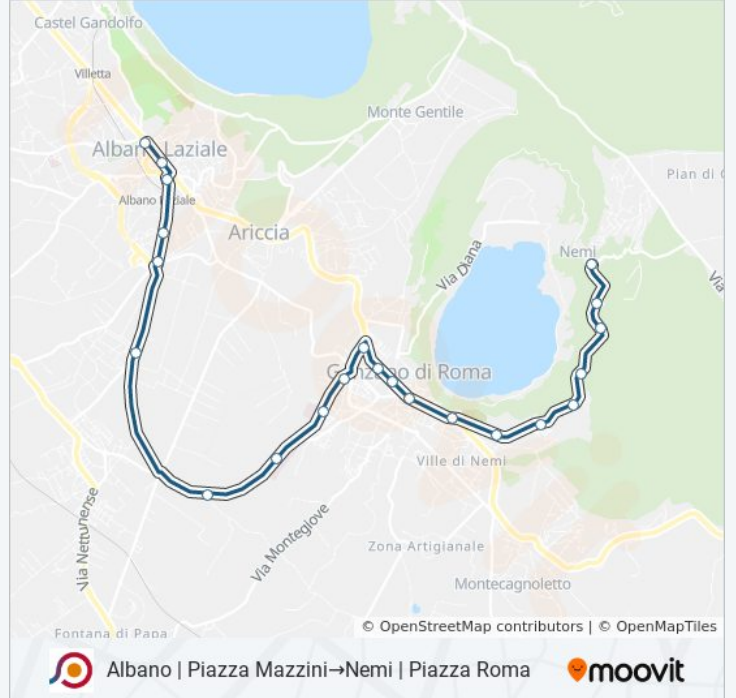 Castel Gandolfo
Villetta
Monte Gentile
Albano Laziale
Pian di
Albano Laziale
Ariccia
Nemi
Via Diana
Via
Genzano di Roma
Ville di Nemi
Via Nettunense
Via Montegiove
Zona Artigianale
Montecagnoletto
© OpenStreetMap contributors | © OpenMapTiles
Fontana di Papa
Albano | Piazza Mazzini→Nemi | Piazza Roma
moovit